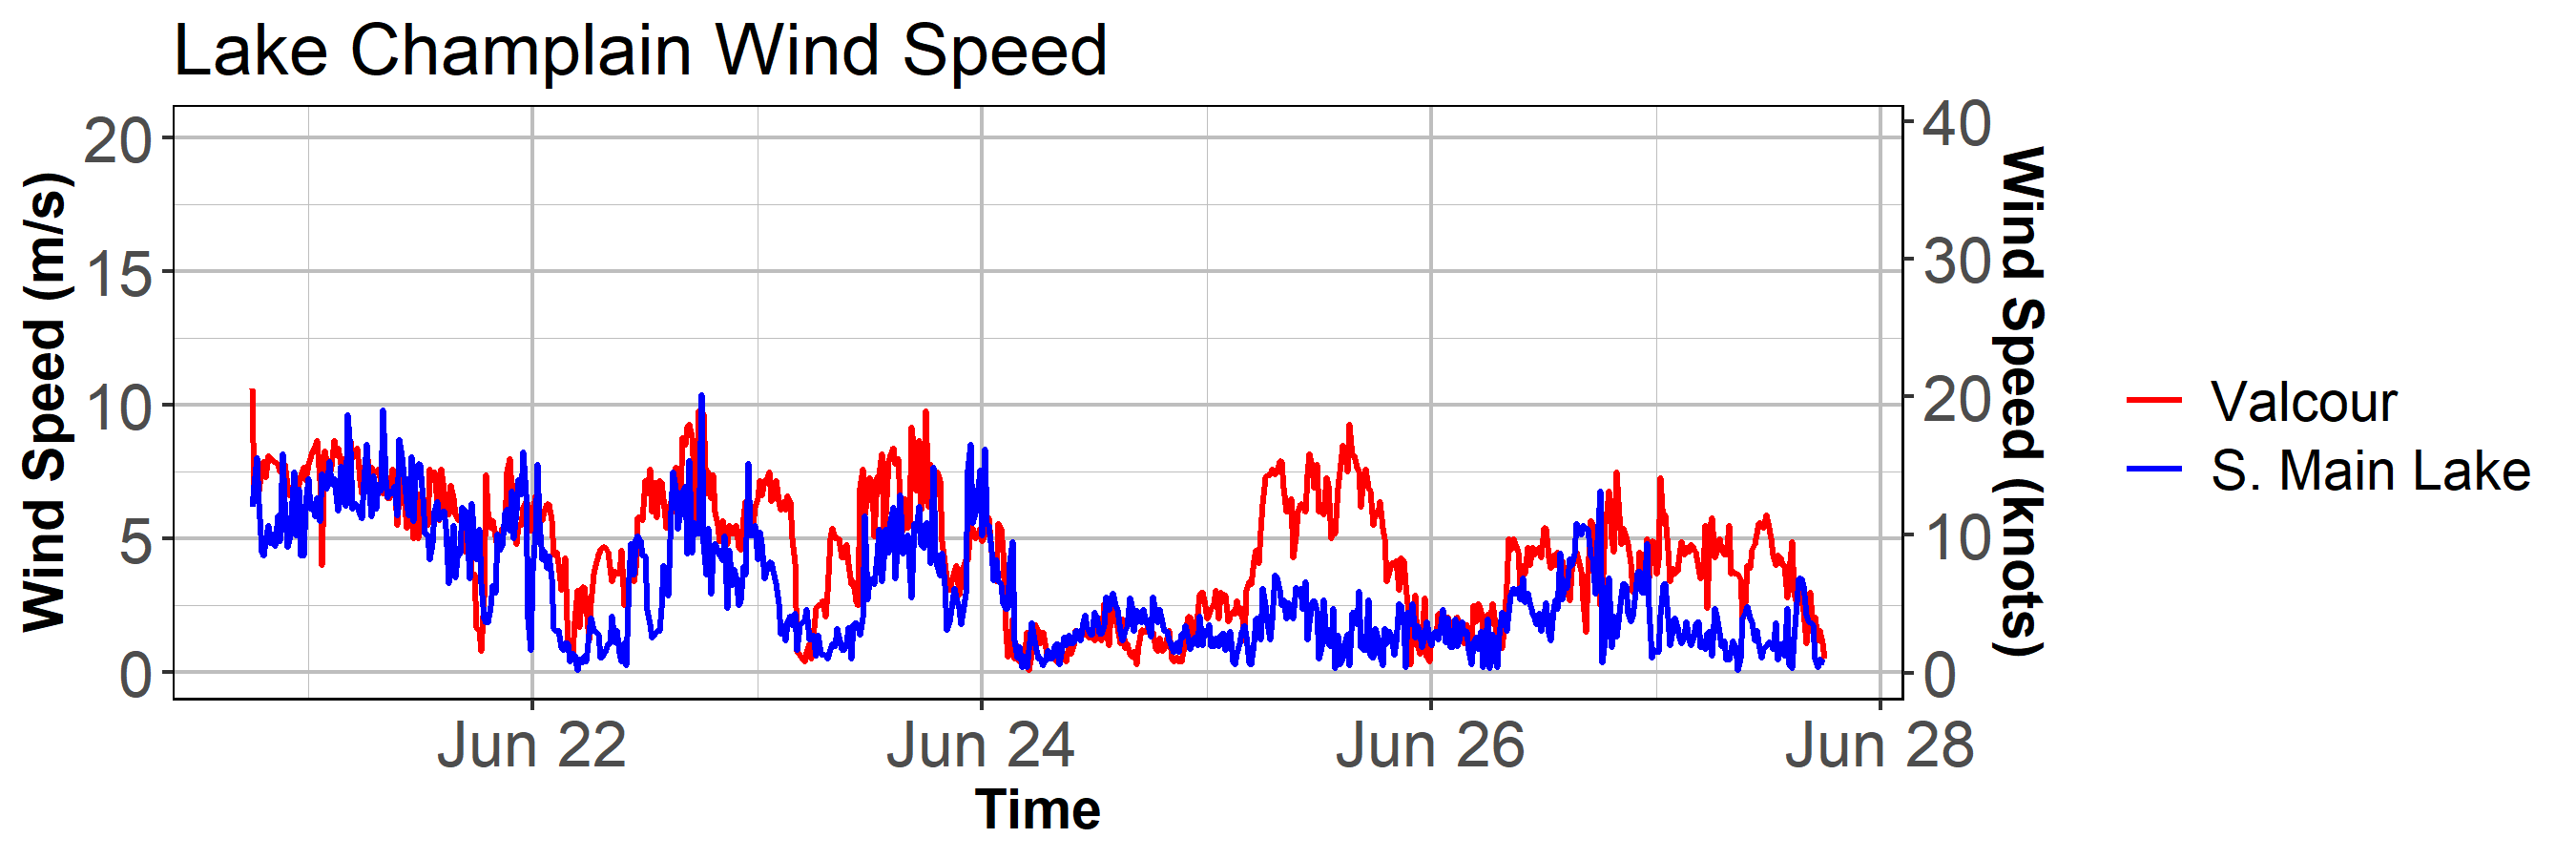 Lake Champlain Wind Speed
Wind Speed (m/s)
20
15
10
5
0
40
30
20
10
0
Wind Speed (knots)
Jun 22
Jun 24
Jun 26
Jun 28
Time
Valcour
S. Main Lake